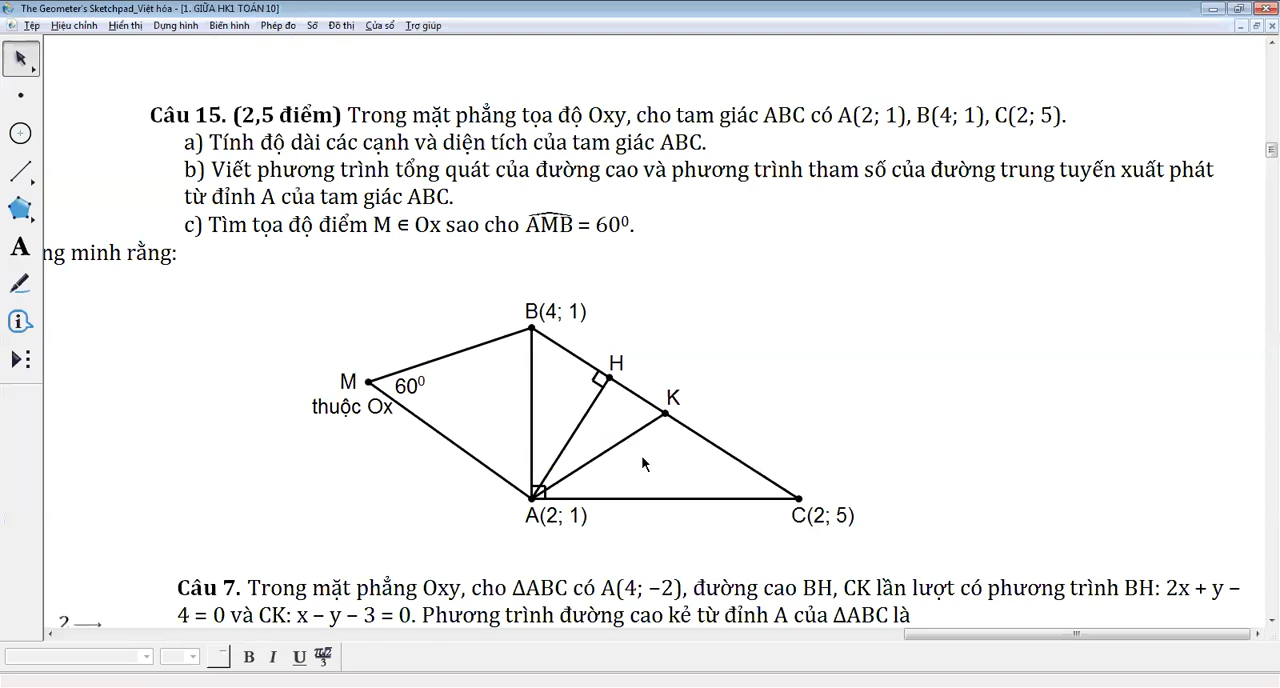 The Geometer's Sketchpad_Việt hóa - [1. GIỮA HK1 TOÁN 10]
Tệp Hiệu chỉnh Hiển thị Dựng hình Biến hình Phép đo Số Đồ thị Cửa sổ Trợ giúp
Câu 15. (2,5 điểm) Trong mặt phẳng tọa độ Oxy, cho tam giác ABC có A(2; 1), B(4; 1), C(2; 5).
a) Tính độ dài các cạnh và diện tích của tam giác ABC.
b) Viết phương trình tổng quát của đường cao và phương trình tham số của đường trung tuyến xuất phát
từ đỉnh A của tam giác ABC.
c) Tìm tọa độ điểm M ∈ Ox sao cho AMB = 60⁰.
ng minh rằng:
B(4; 1)
H
M
60⁰
K
thuộc Ox
A(2; 1)
C(2; 5)
Câu 7. Trong mặt phẳng Oxy, cho ΔABC có A(4; −2), đường cao BH, CK lần lượt có phương trình BH: 2x + y −
4 = 0 và CK: x − y − 3 = 0. Phương trình đường cao kẻ từ đỉnh A của ΔABC là
2
B I U